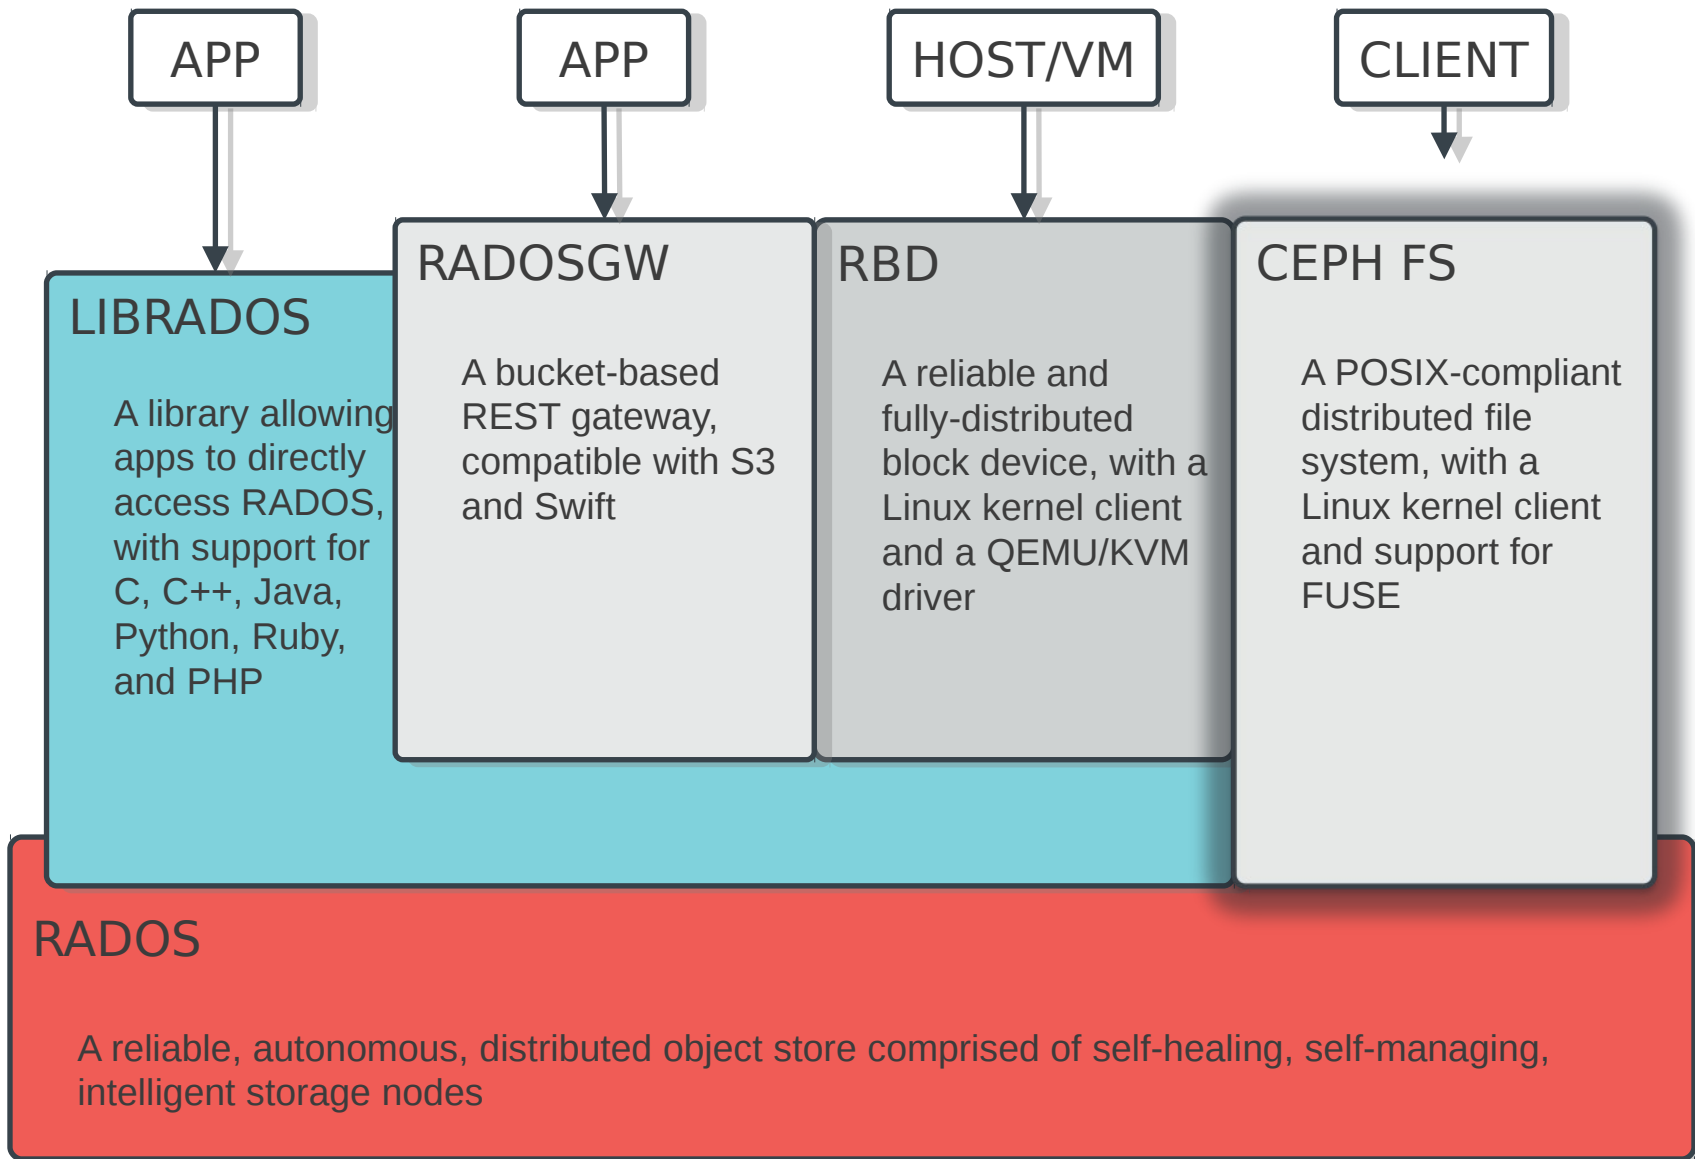 APP
APP
HOST/VM
CLIENT
LIBRADOS
A library allowing
apps to directly
access RADOS,
with support for
C, C++, Java,
Python, Ruby,
and PHP
RADOSGW
A bucket-based
REST gateway,
compatible with S3
and Swift
RBD
A reliable and
fully-distributed
block device, with a
Linux kernel client
and a QEMU/KVM
driver
CEPH FS
A POSIX-compliant
distributed file
system, with a
Linux kernel client
and support for
FUSE
RADOS
A reliable, autonomous, distributed object store comprised of self-healing, self-managing,
intelligent storage nodes